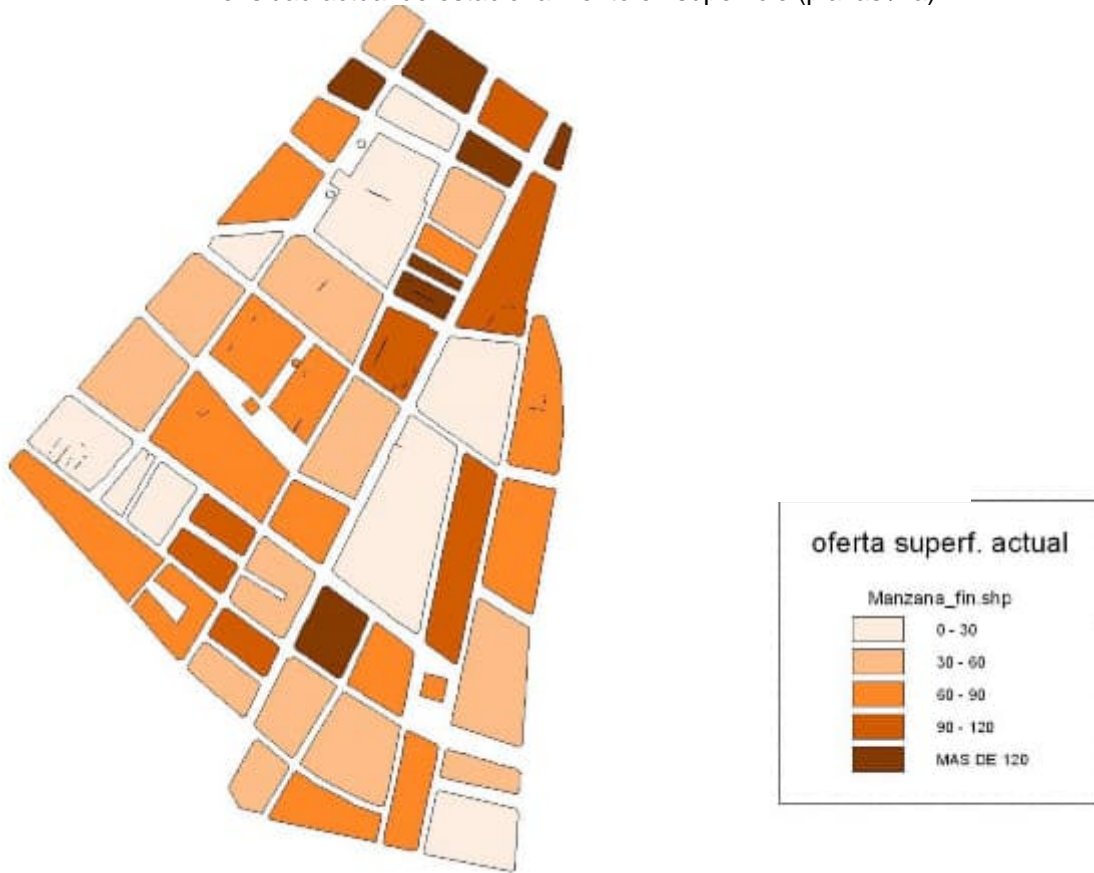 oferta superf. actual
Manzana_fin.shp
0 - 30
30 - 60
60 - 90
90 - 120
MAS DE 120